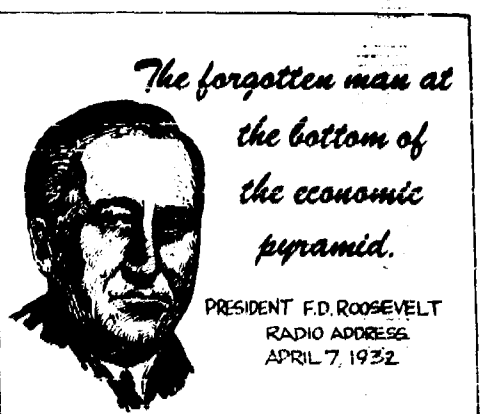 The forgotten man at
the bottom of
the economic
pyramid.
PRESIDENT F.D. ROOSEVELT
RADIO ADDRESS
APRIL 7, 1932